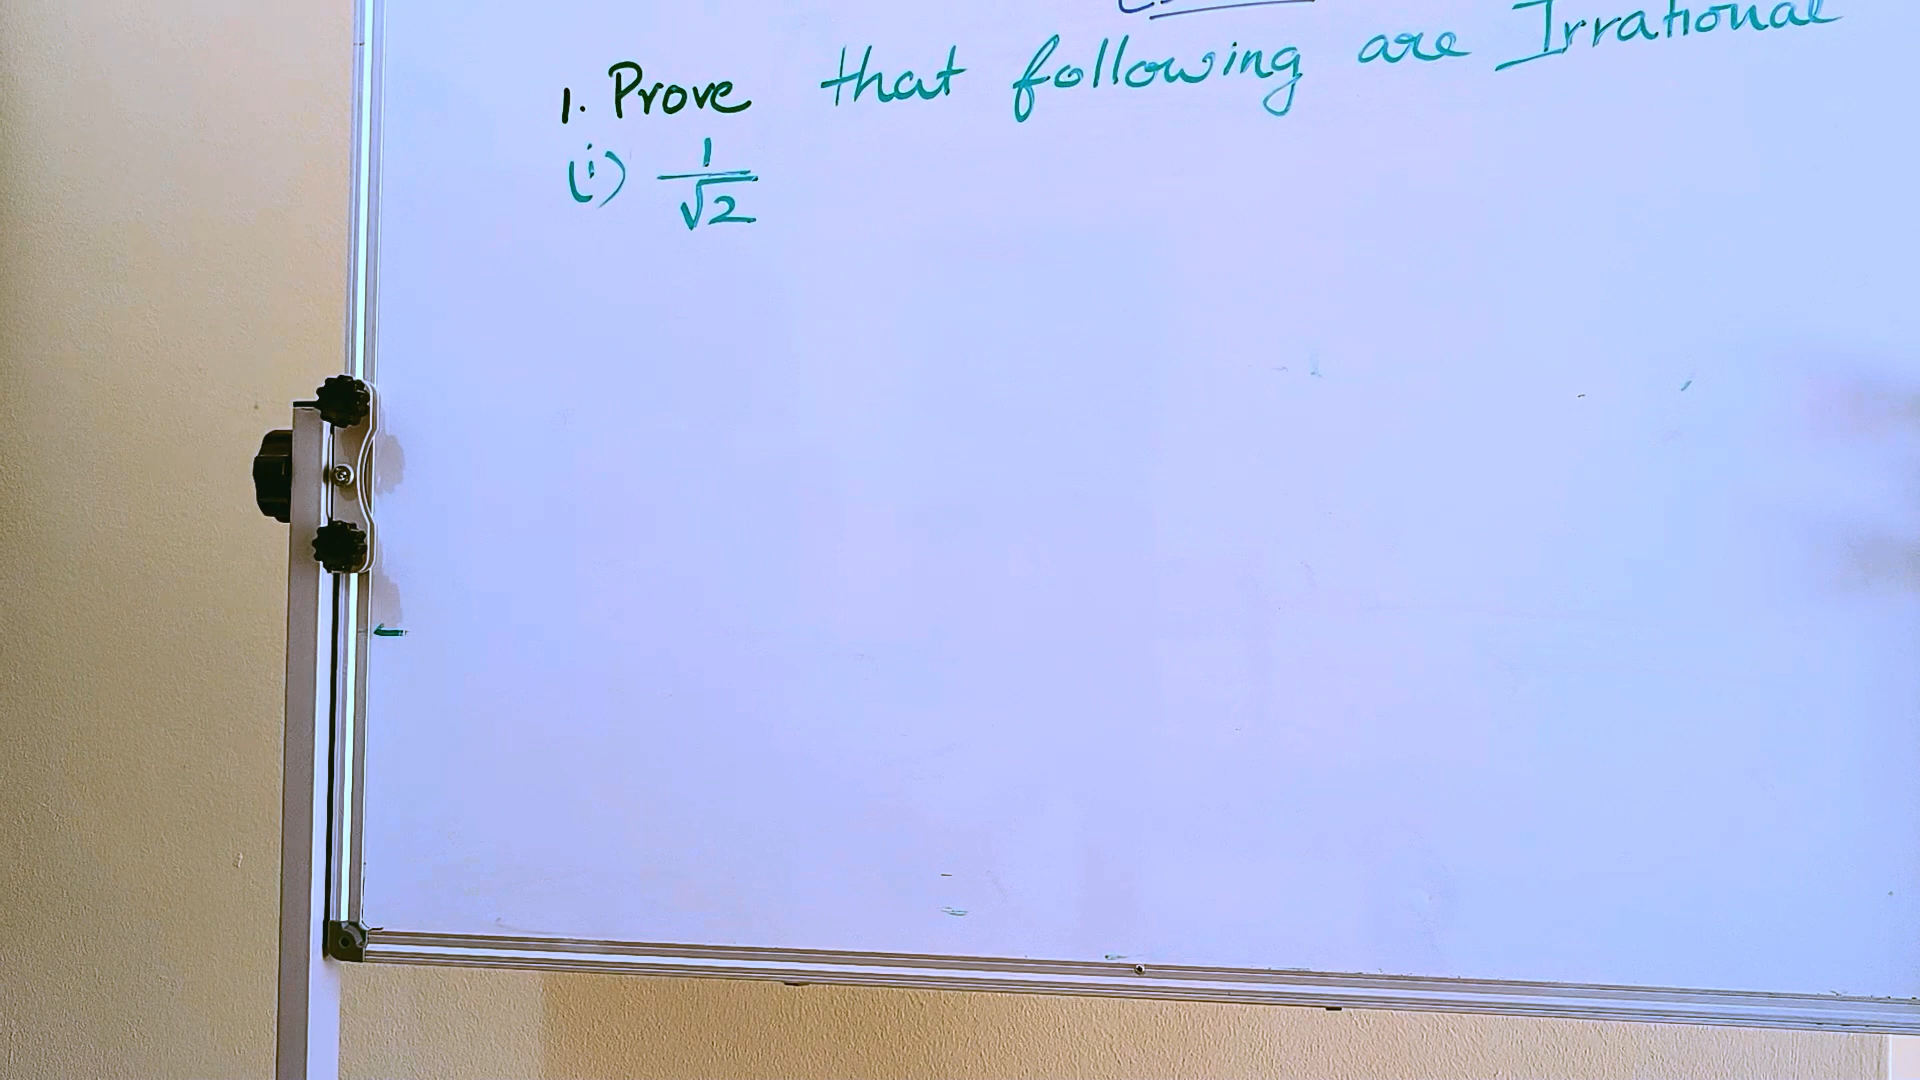 1. Prove that following are Irrational
(i) 1/√2